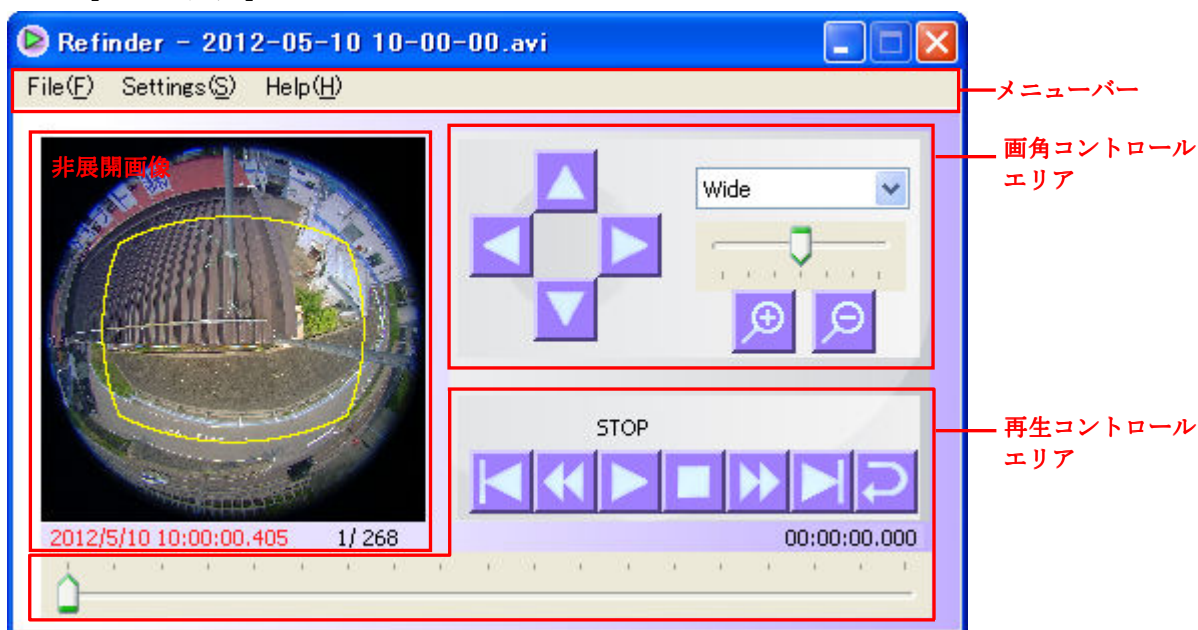 Refinder - 2012-05-10 10-00-00.avi
File(F) Settings(S) Help(H)
メニューバー
非展開画像
Wide
画角コントロール
エリア
STOP
再生コントロール
エリア
2012/5/10 10:00:00.405 1/ 268
00:00:00.000